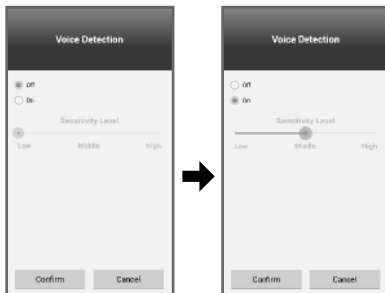 Voice Detection
Off
On
Sensitivity Level
Low Middle High
Confirm Cancel
Voice Detection
Off
On
Sensitivity Level
Low Middle High
Confirm Cancel